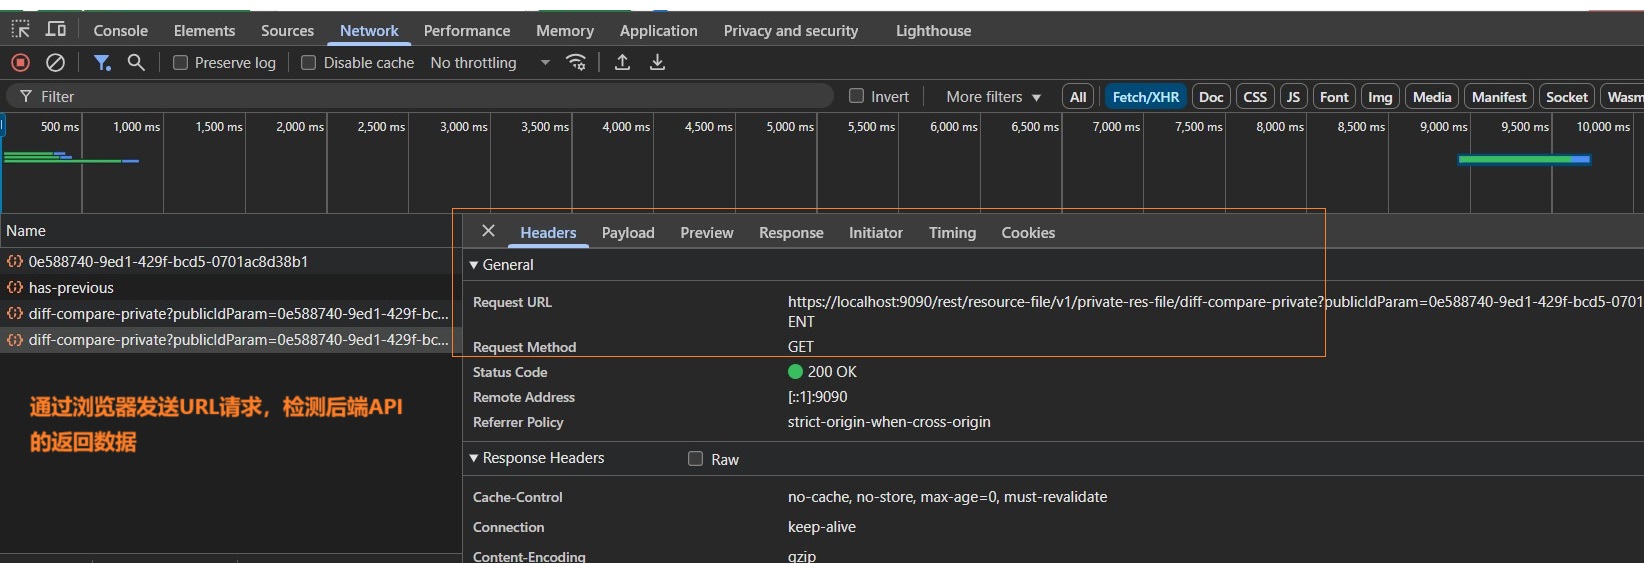 Console Elements Sources Network Performance Memory Application Privacy and security Lighthouse
Preserve log Disable cache No throttling
Filter Invert More filters All Fetch/XHR Doc CSS JS Font Img Media Manifest Socket Wasm
500 ms 1,000 ms 1,500 ms 2,000 ms 2,500 ms 3,000 ms 3,500 ms 4,000 ms 4,500 ms 5,000 ms 5,500 ms 6,000 ms 6,500 ms 7,000 ms 7,500 ms 8,000 ms 8,500 ms 9,000 ms 9,500 ms 10,000 ms
Name
0e588740-9ed1-429f-bcd5-0701ac8d38b1
has-previous
diff-compare-private?publicIdParam=0e588740-9ed1-429f-bc...
diff-compare-private?publicIdParam=0e588740-9ed1-429f-bc...
通过浏览器发送URL请求，检测后端API
的返回数据
Headers Payload Preview Response Initiator Timing Cookies
General
Request URL https://localhost:9090/rest/resource-file/v1/private-res-file/diff-compare-private?publicIdParam=0e588740-9ed1-429f-bcd5-0701
ENT
Request Method GET
Status Code 200 OK
Remote Address [::1]:9090
Referrer Policy strict-origin-when-cross-origin
Response Headers Raw
Cache-Control no-cache, no-store, max-age=0, must-revalidate
Connection keep-alive
Content-Encoding gzip